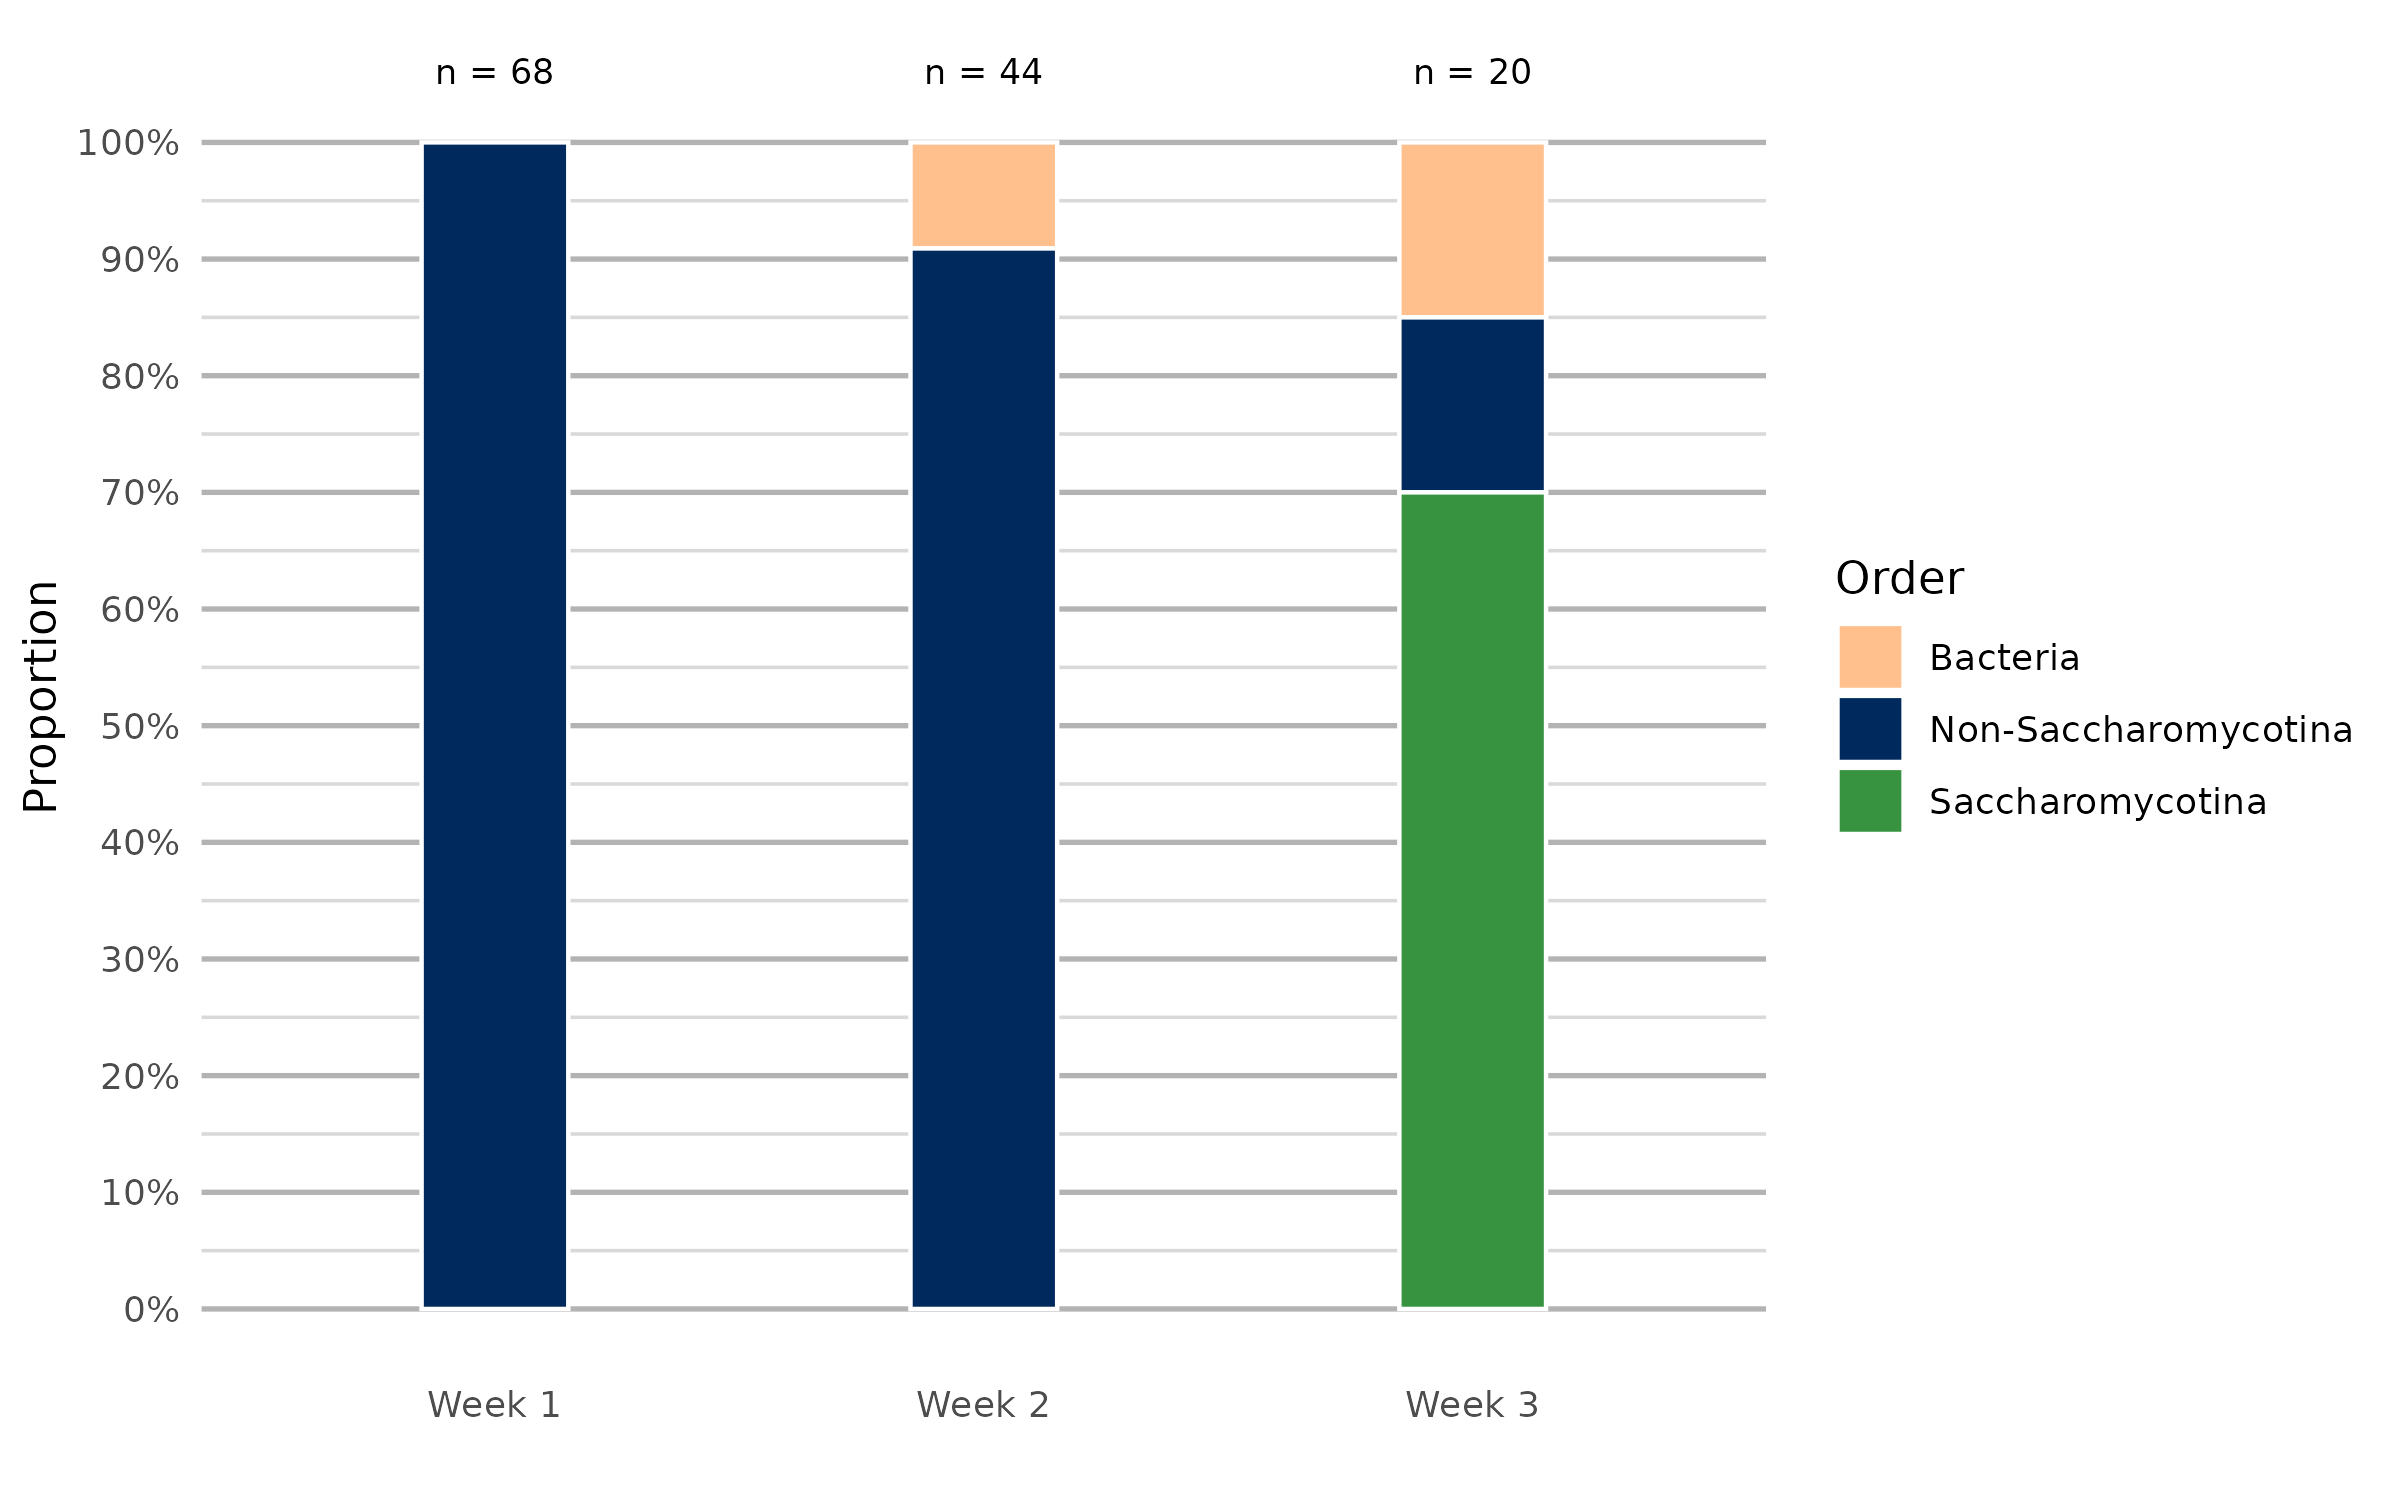 n = 68
n = 44
n = 20
100%
90%
80%
70%
60%
50%
40%
30%
20%
10%
0%
Proportion
Week 1
Week 2
Week 3
Order
Bacteria
Non-Saccharomycotina
Saccharomycotina